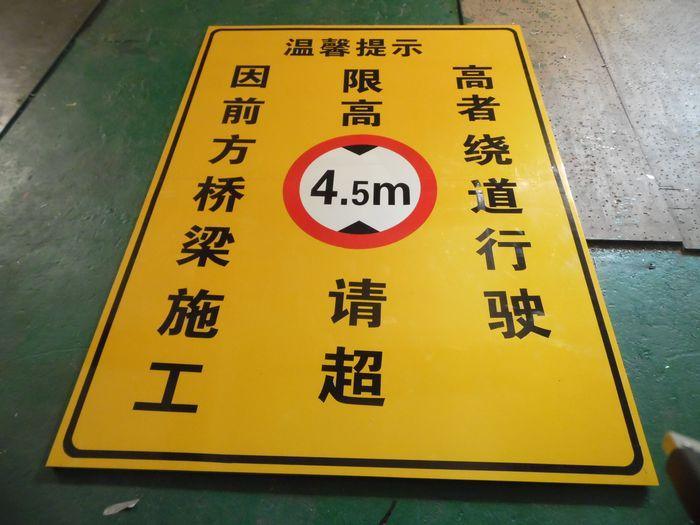 温馨提示
因前方桥梁施工
限高
4.5m
请超
高者绕道行驶